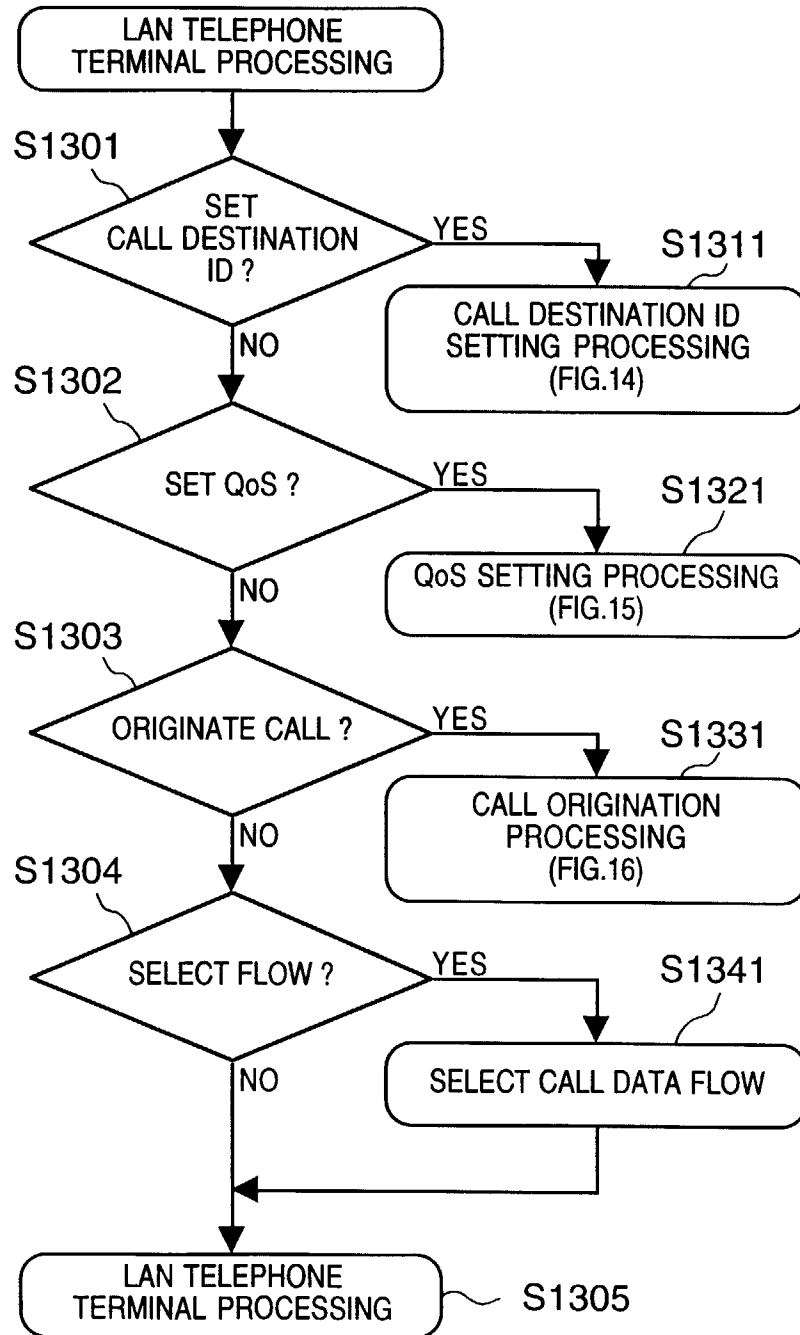 LAN TELEPHONE
TERMINAL PROCESSING
S1301
SET
CALL DESTINATION
ID ?
YES
S1311
CALL DESTINATION ID
SETTING PROCESSING
(FIG.14)
NO
S1302
SET QoS ?
YES
S1321
QoS SETTING PROCESSING
(FIG.15)
NO
S1303
ORIGINATE CALL ?
YES
S1331
CALL ORIGINATION
PROCESSING
(FIG.16)
NO
S1304
SELECT FLOW ?
YES
S1341
SELECT CALL DATA FLOW
NO
LAN TELEPHONE
TERMINAL PROCESSING
S1305